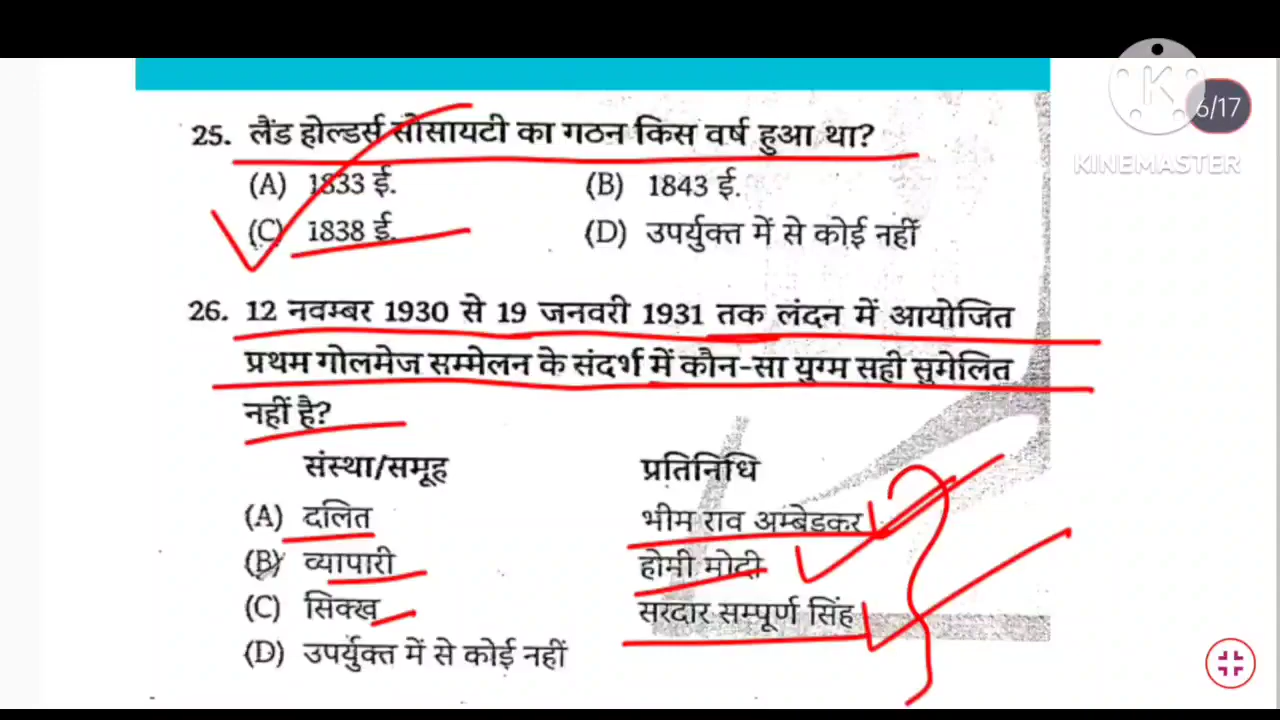 6/17
KINEMASTER
25. लैंड होल्डर्स सोसायटी का गठन किस वर्ष हुआ था?
(A) 1833 ई. (B) 1843 ई.
(C) 1838 ई. (D) उपर्युक्त में से कोई नहीं
26. 12 नवम्बर 1930 से 19 जनवरी 1931 तक लंदन में आयोजित
प्रथम गोलमेज सम्मेलन के संदर्भ में कौन-सा युग्म सही सुमेलित
नहीं है?
संस्था/समूह प्रतिनिधि
(A) दलित भीम राव अम्बेडकर
(B) व्यापारी होमी मोदी
(C) सिक्ख सरदार सम्पूर्ण सिंह
(D) उपर्युक्त में से कोई नहीं